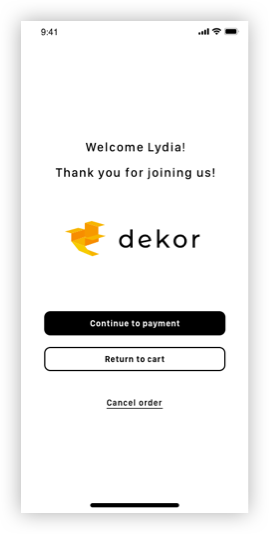 9:41
Welcome Lydia!
Thank you for joining us!
dekor
Continue to payment
Return to cart
Cancel order